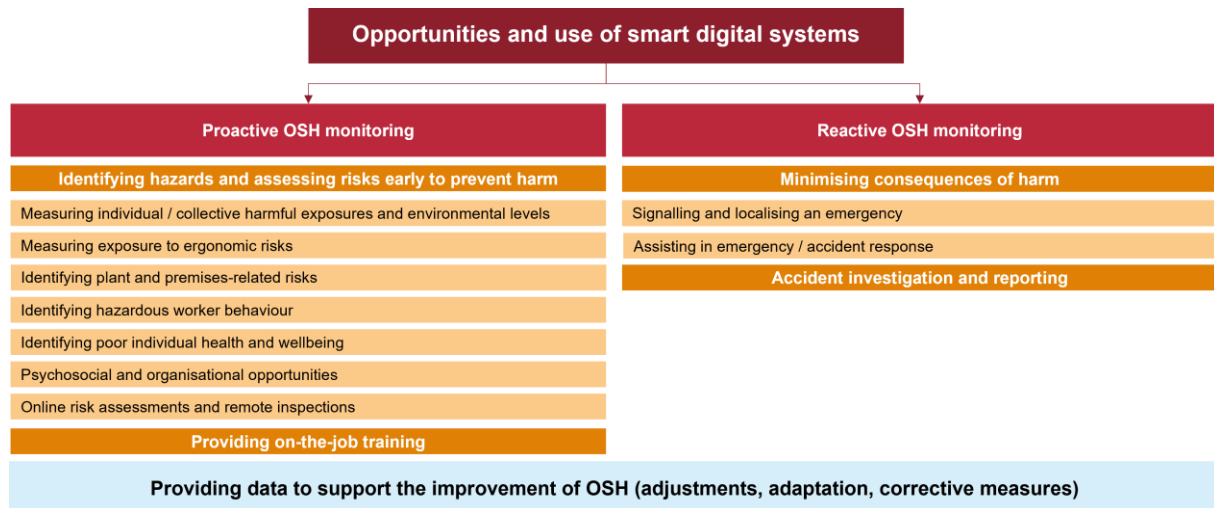 Opportunities and use of smart digital systems
Proactive OSH monitoring
Identifying hazards and assessing risks early to prevent harm
Measuring individual / collective harmful exposures and environmental levels
Measuring exposure to ergonomic risks
Identifying plant and premises-related risks
Identifying hazardous worker behaviour
Identifying poor individual health and wellbeing
Psychosocial and organisational opportunities
Online risk assessments and remote inspections
Providing on-the-job training
Reactive OSH monitoring
Minimising consequences of harm
Signalling and localising an emergency
Assisting in emergency / accident response
Accident investigation and reporting
Providing data to support the improvement of OSH (adjustments, adaptation, corrective measures)